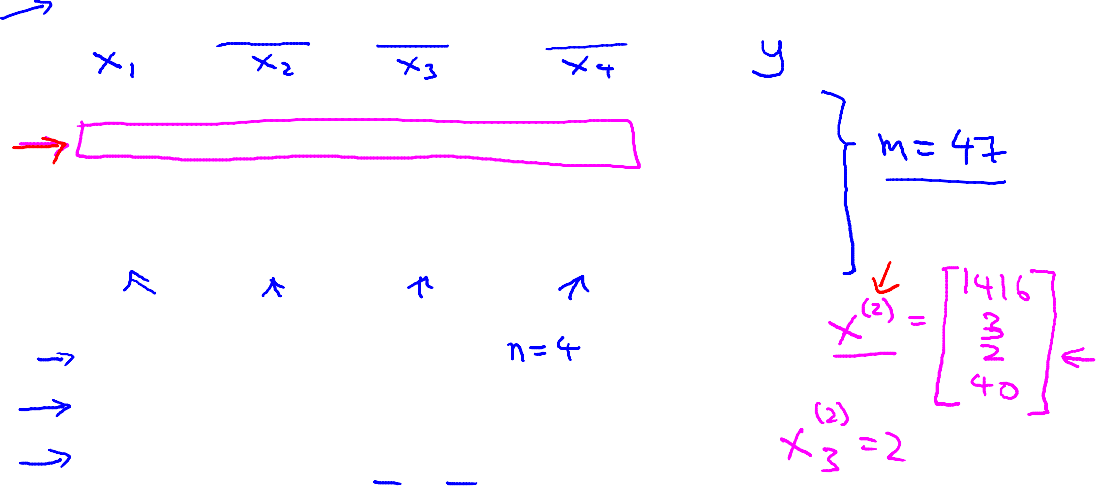 x₁ x₂ x₃ x₄ y
m = 47
x⁽²⁾ = [1416
3
2
40]
n = 4
x₃⁽²⁾ = 2